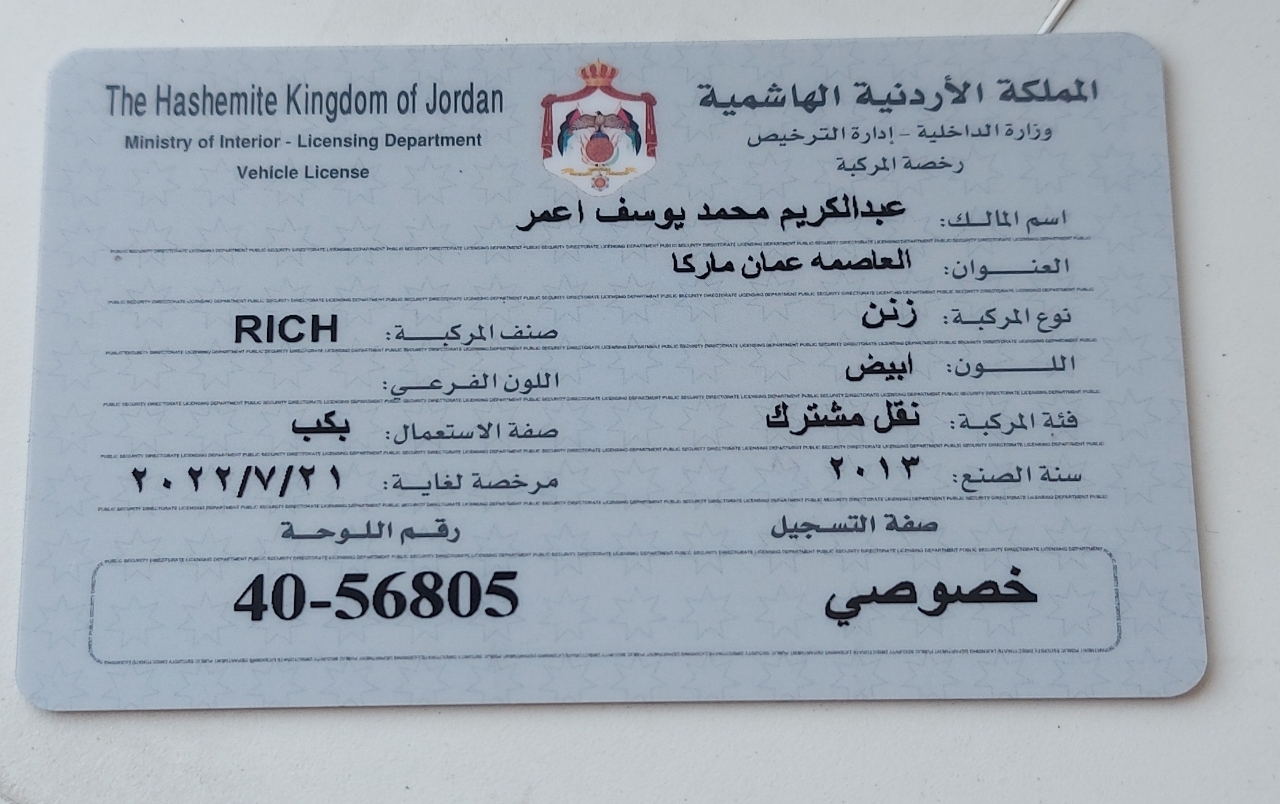 The Hashemite Kingdom of Jordan
Ministry of Interior - Licensing Department
Vehicle License
المملكة الأردنية الهاشمية
وزارة الداخلية - إدارة الترخيص
رخصة المركبة
اسم المالك: عبدالكريم محمد يوسف اعمر
العنوان: العاصمه عمان ماركا
نوع المركبة: زنن صنف المركبة: RICH
اللون: ابيض اللون الفرعي:
فئة المركبة: نقل مشترك صفة الاستعمال: بكب
سنة الصنع: ٢٠١٣ مرخصة لغاية: ٢٠٢٢/٧/٢١
صفة التسجيل رقم اللوحة
خصوصي 40-56805